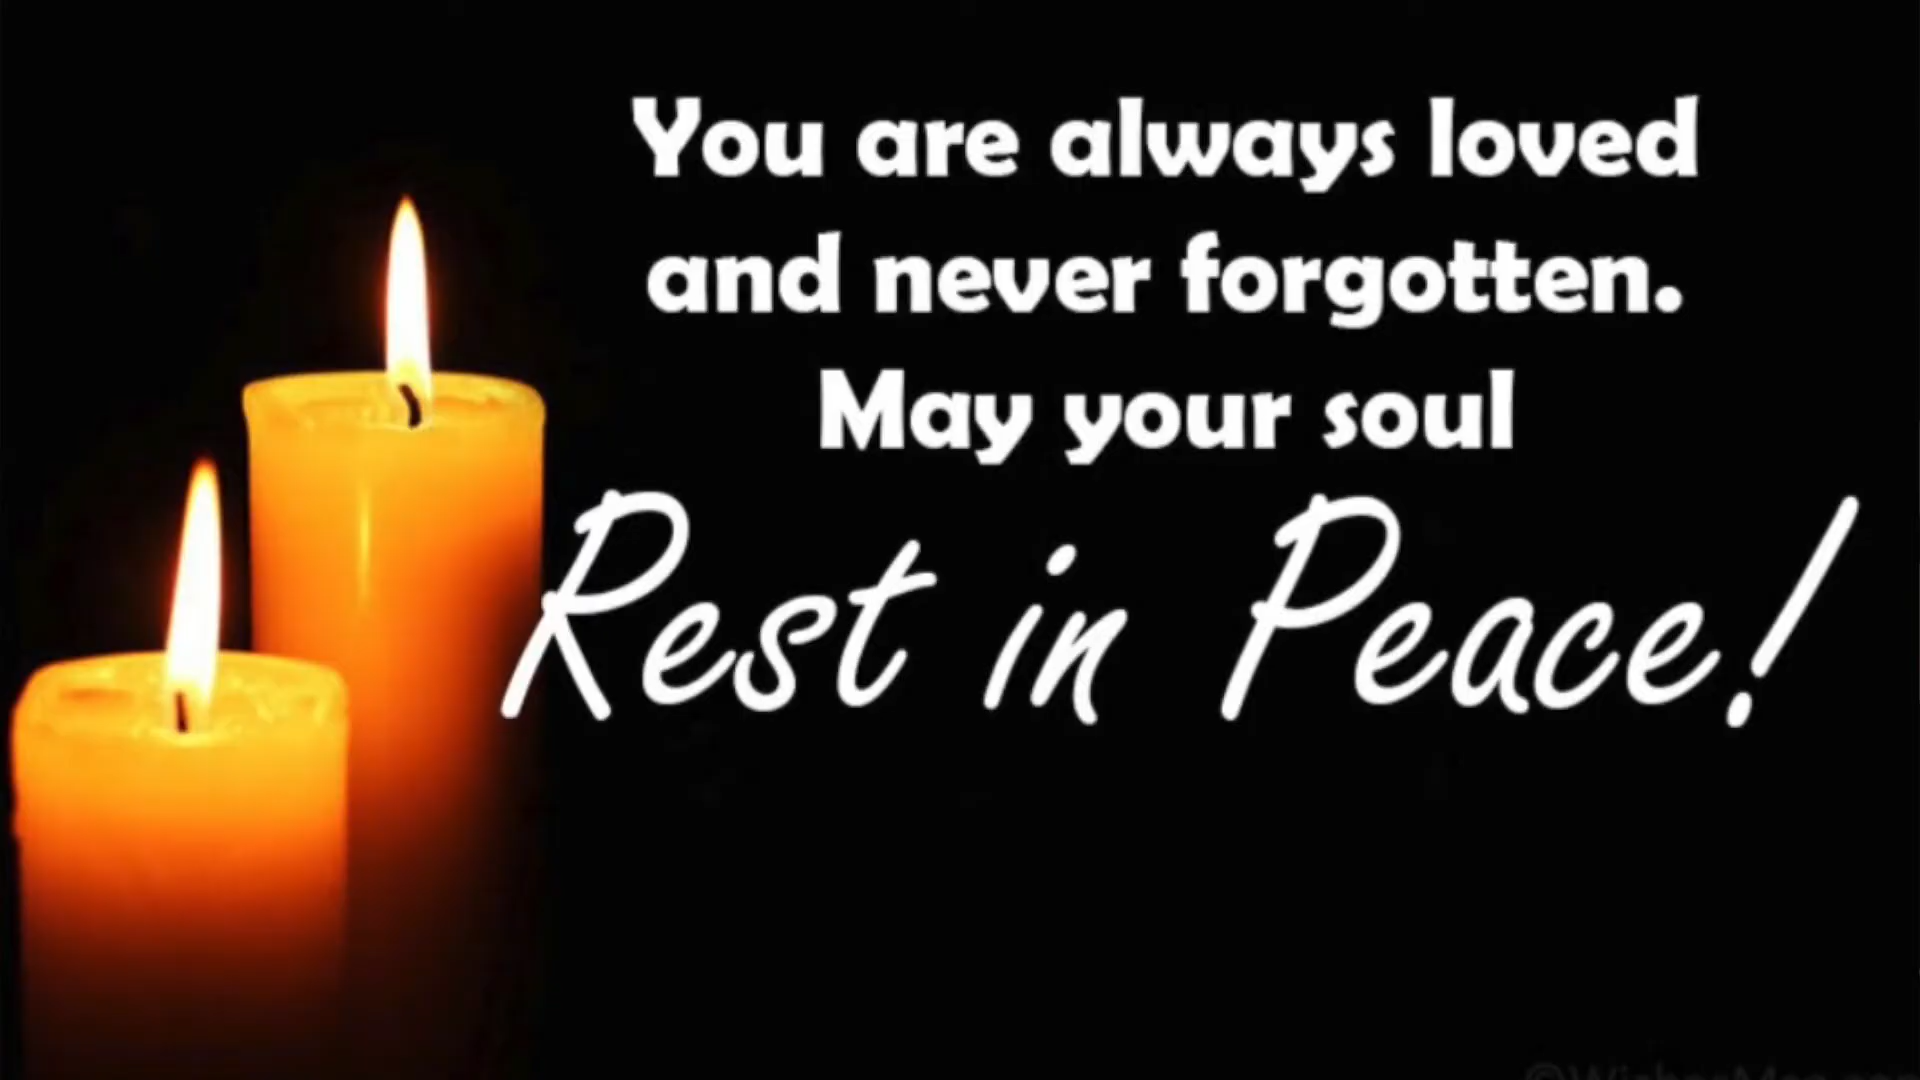 You are always loved
and never forgotten.
May your soul
Rest in Peace!